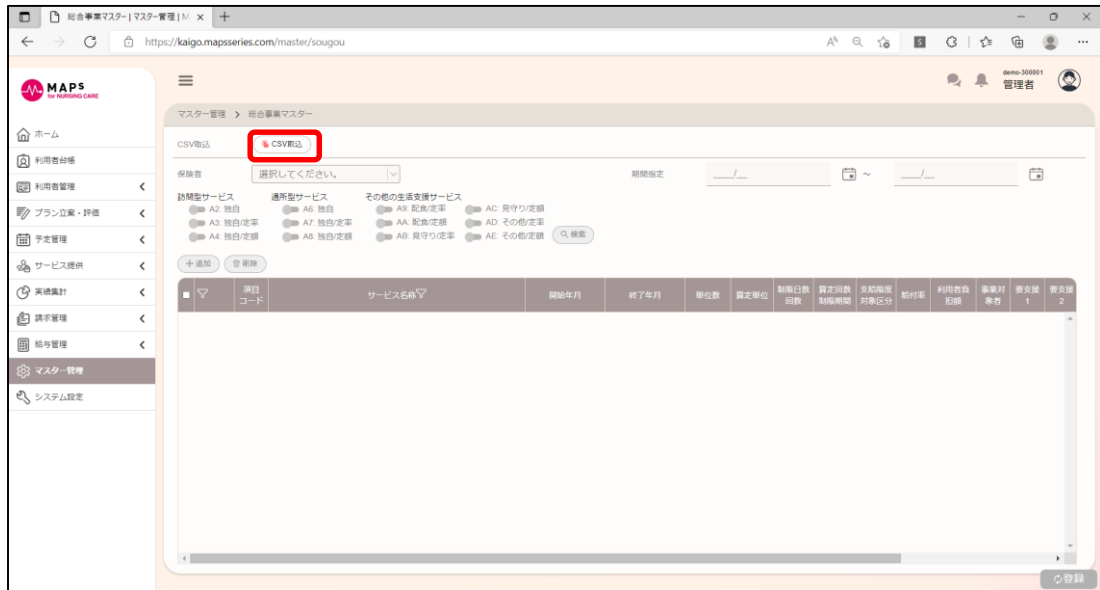 総合事業マスター | マスター管理 | M
https://kaigo.mapsseries.com/master/sougou
MAPS
for NURSING CARE
demo-300001
管理者
マスター管理 > 総合事業マスター
ホーム
利用者台帳
利用者管理
プラン立案・評価
予定管理
サービス提供
実績集計
請求管理
給与管理
マスター管理
システム設定
CSV取込 CSV取込
保険者 選択してください。 期間指定 __/__ ~ __/__
訪問型サービス 通所型サービス その他の生活支援サービス
A2: 独自 A6: 独自 A9: 配食/定率 AC: 見守り/定額
A3: 独自/定率 A7: 独自/定率 AA: 配食/定額 AD: その他/定率
A4: 独自/定額 A8: 独自/定額 AB: 見守り/定率 AE: その他/定額 検索
+追加 削除
項目コード サービス名称 開始年月 終了年月 単位数 算定単位 制限日数回数 算定回数制限期間 支給限度対象区分 給付率 利用者負担額 事業対象者 要支援1 要支援2
登録